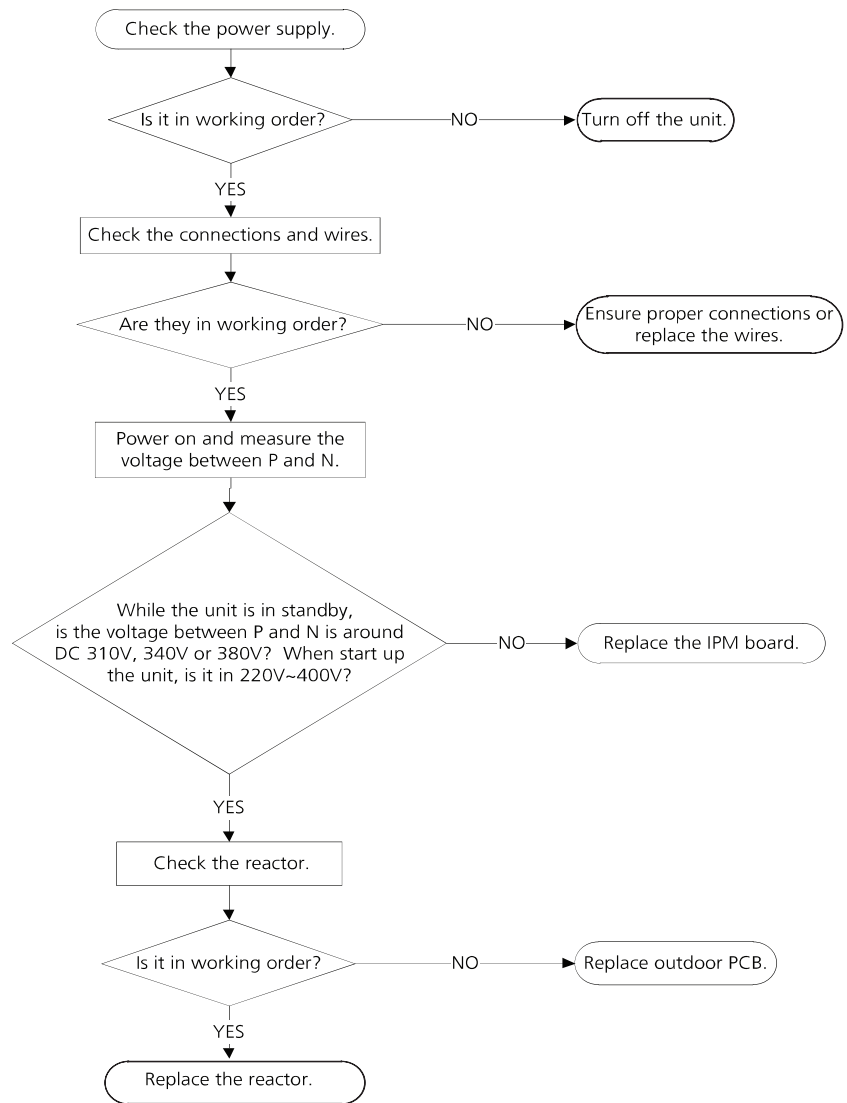 Check the power supply.
Is it in working order?
NO
Turn off the unit.
YES
Check the connections and wires.
Are they in working order?
NO
Ensure proper connections or
replace the wires.
YES
Power on and measure the
voltage between P and N.
While the unit is in standby,
is the voltage between P and N is around
DC 310V, 340V or 380V? When start up
the unit, is it in 220V~400V?
NO
Replace the IPM board.
YES
Check the reactor.
Is it in working order?
NO
Replace outdoor PCB.
YES
Replace the reactor.